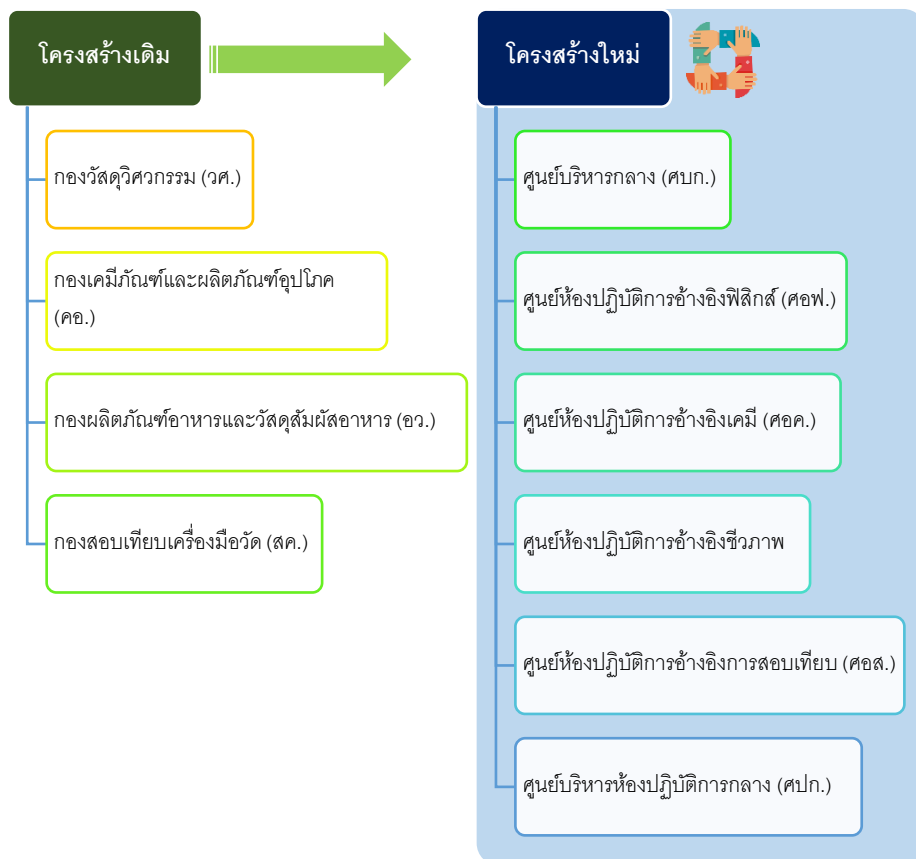 โครงสร้างเดิม
กองวัสดุวิศวกรรม (วศ.)
กองเคมีภัณฑ์และผลิตภัณฑ์อุปโภค
(คอ.)
กองผลิตภัณฑ์อาหารและวัสดุสัมผัสอาหาร (อว.)
กองสอบเทียบเครื่องมือวัด (สค.)
โครงสร้างใหม่
ศูนย์บริหารกลาง (ศบก.)
ศูนย์ห้องปฏิบัติการอ้างอิงฟิสิกส์ (ศอฟ.)
ศูนย์ห้องปฏิบัติการอ้างอิงเคมี (ศอค.)
ศูนย์ห้องปฏิบัติการอ้างอิงชีวภาพ
ศูนย์ห้องปฏิบัติการอ้างอิงการสอบเทียบ (ศอส.)
ศูนย์บริหารห้องปฏิบัติการกลาง (ศปก.)